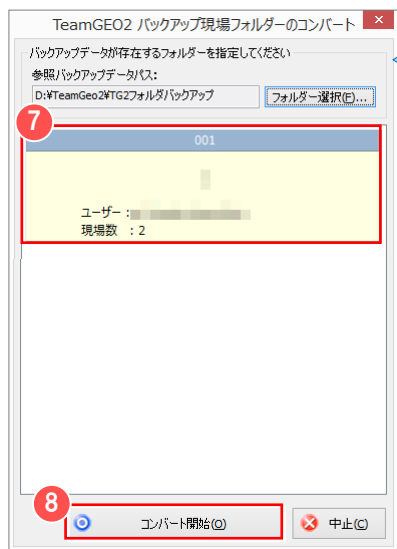 TeamGEO2 バックアップ現場フォルダーのコンバート
バックアップデータが存在するフォルダーを指定してください
参照バックアップデータパス:
D:¥TeamGeo2¥TG2フォルダバックアップ
フォルダー選択(F)...
7
001
ユーザー :
現場数 : 2
8
コンバート開始(O)
中止(C)